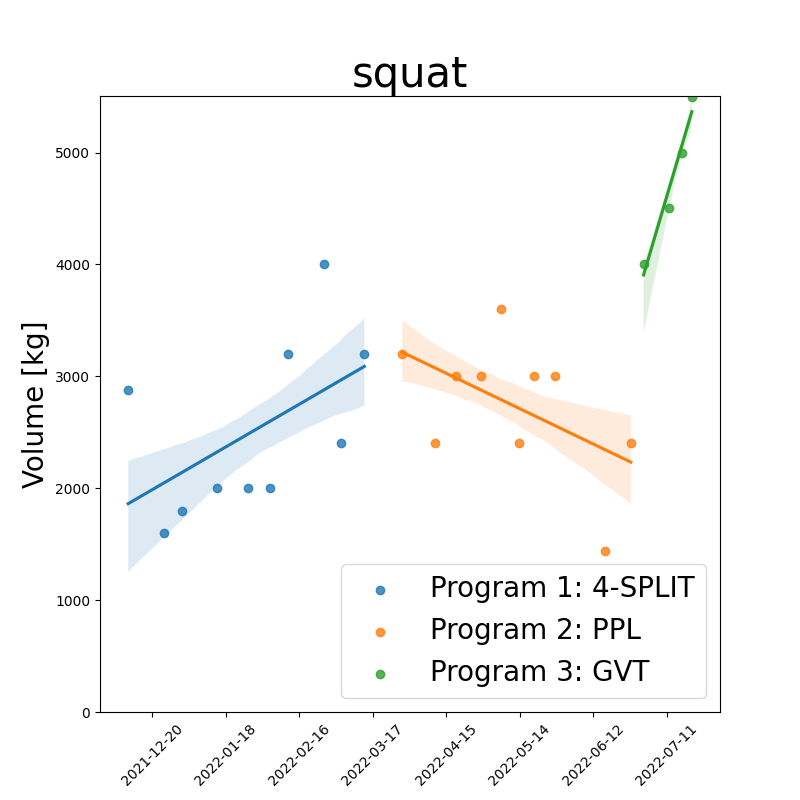 squat
Volume [kg]
5000
4000
3000
2000
1000
0
Program 1: 4-SPLIT
Program 2: PPL
Program 3: GVT
2021-12-20
2022-01-18
2022-02-16
2022-03-17
2022-04-15
2022-05-14
2022-06-12
2022-07-11